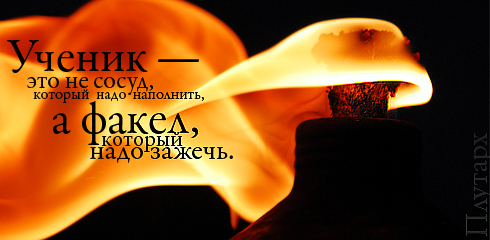 Ученик —
это не сосуд,
который надо наполнить,
а факел,
который
надо зажечь.
Плутарх